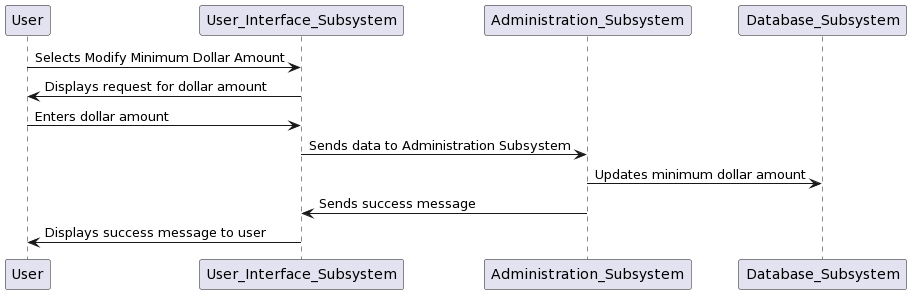 User
User_Interface_Subsystem
Administration_Subsystem
Database_Subsystem
Selects Modify Minimum Dollar Amount
Displays request for dollar amount
Enters dollar amount
Sends data to Administration Subsystem
Updates minimum dollar amount
Sends success message
Displays success message to user
User
User_Interface_Subsystem
Administration_Subsystem
Database_Subsystem